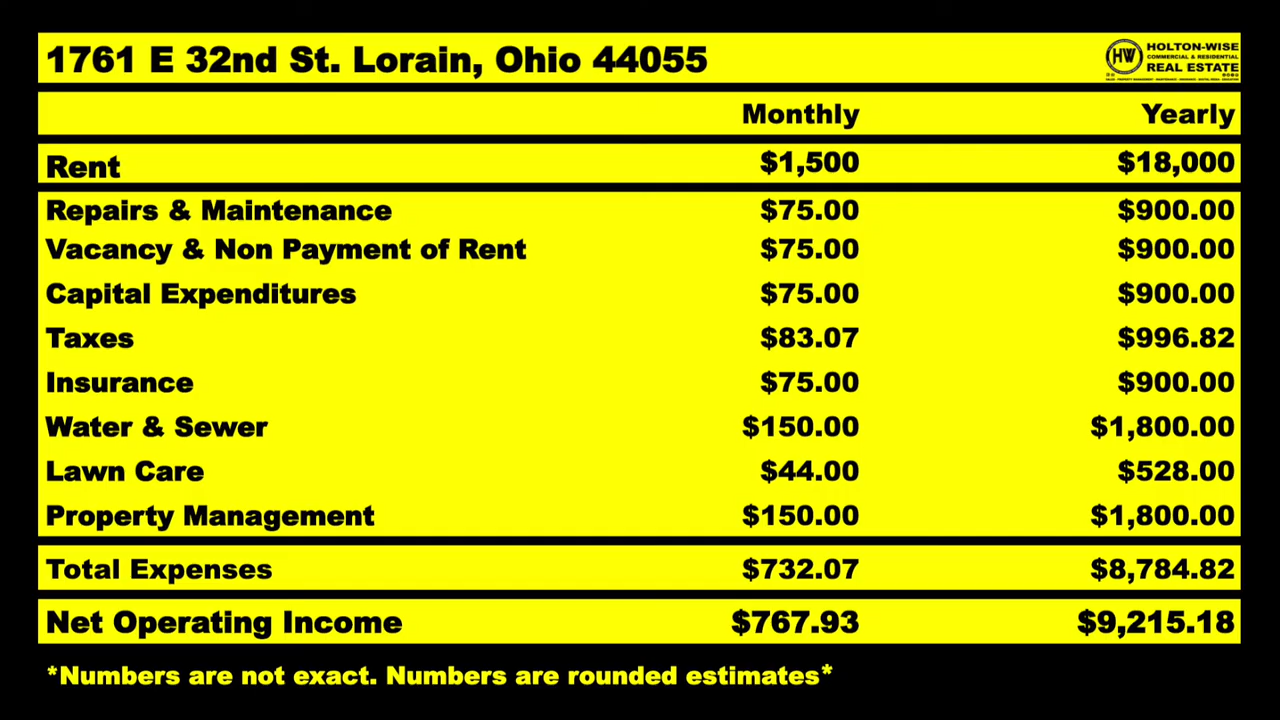 1761 E 32nd St. Lorain, Ohio 44055
HW
HOLTON-WISE
COMMERCIAL & RESIDENTIAL
REAL ESTATE
Monthly Yearly
Rent $1,500 $18,000
Repairs & Maintenance $75.00 $900.00
Vacancy & Non Payment of Rent $75.00 $900.00
Capital Expenditures $75.00 $900.00
Taxes $83.07 $996.82
Insurance $75.00 $900.00
Water & Sewer $150.00 $1,800.00
Lawn Care $44.00 $528.00
Property Management $150.00 $1,800.00
Total Expenses $732.07 $8,784.82
Net Operating Income $767.93 $9,215.18
*Numbers are not exact. Numbers are rounded estimates*